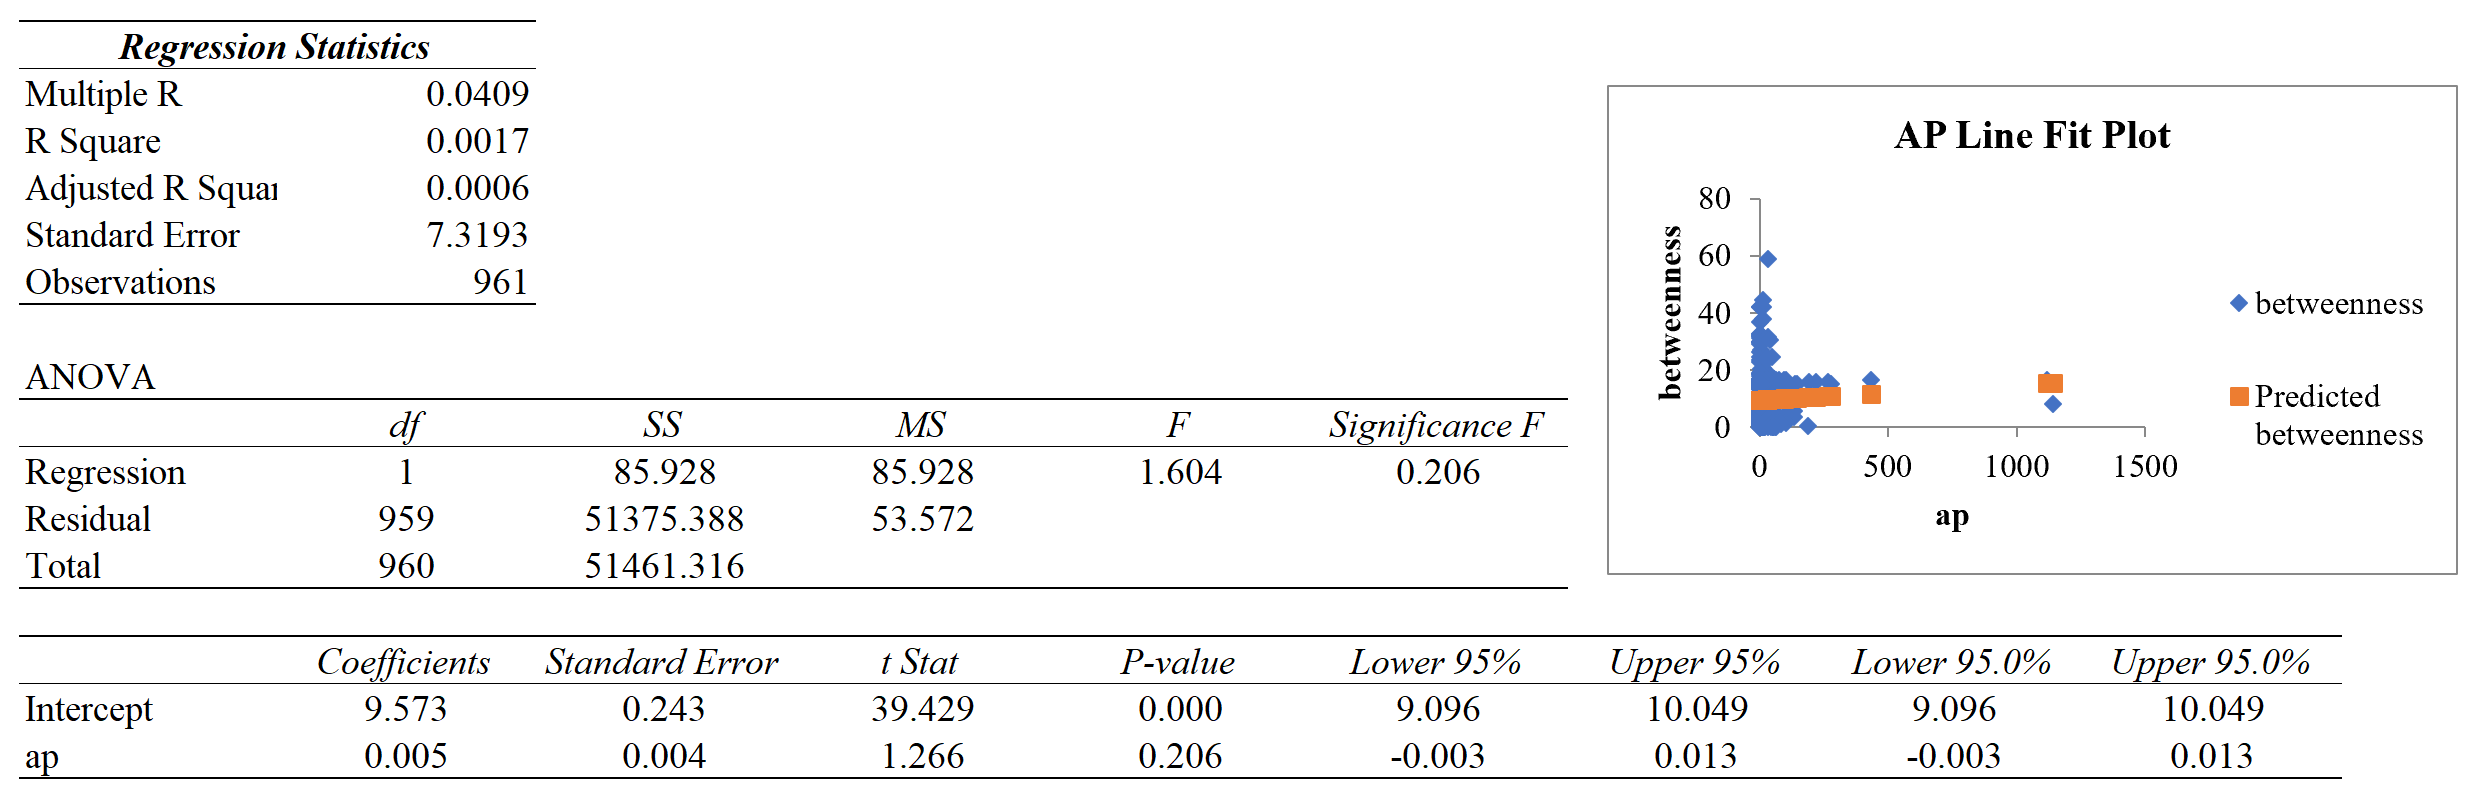 Regression Statistics
Multiple R 0.0409
R Square 0.0017
Adjusted R Squar 0.0006
Standard Error 7.3193
Observations 961
ANOVA
df SS MS F Significance F
Regression 1 85.928 85.928 1.604 0.206
Residual 959 51375.388 53.572
Total 960 51461.316
Coefficients Standard Error t Stat P-value Lower 95% Upper 95% Lower 95.0% Upper 95.0%
Intercept 9.573 0.243 39.429 0.000 9.096 10.049 9.096 10.049
ap 0.005 0.004 1.266 0.206 -0.003 0.013 -0.003 0.013
AP Line Fit Plot
betweenness
80
60
40
20
0
0 500 1000 1500
ap
betweenness
Predicted
betweenness